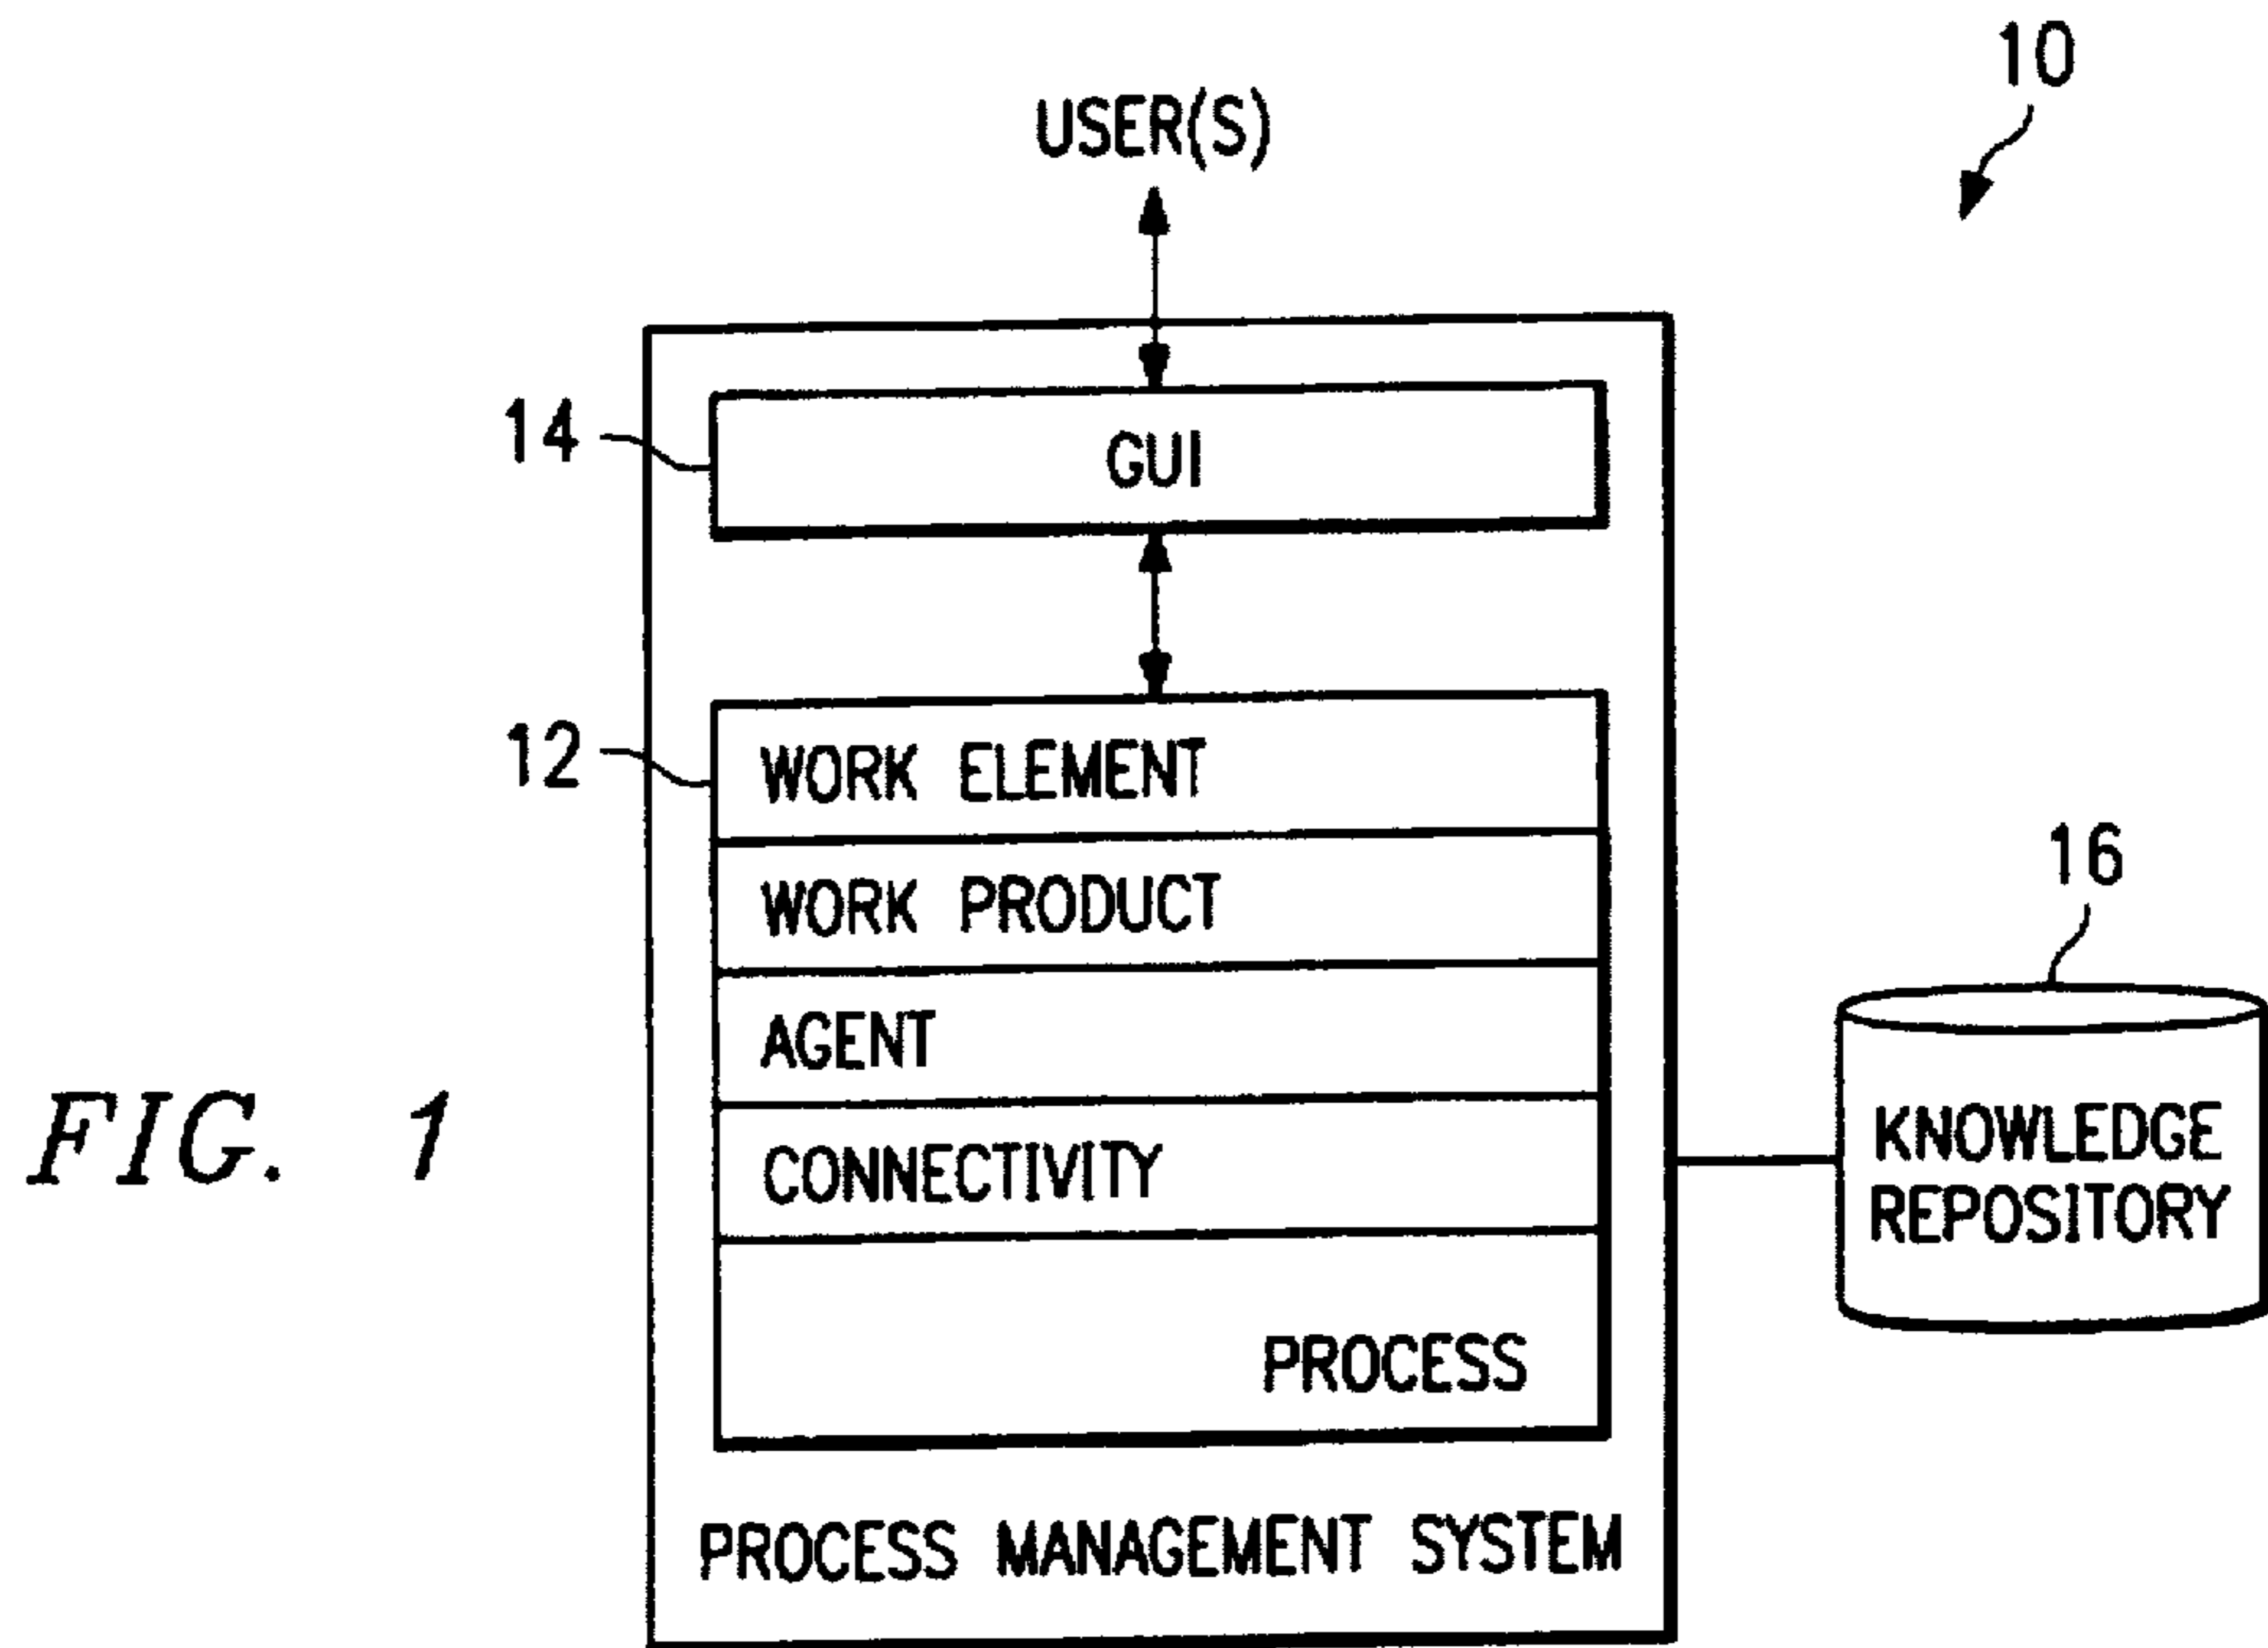 10
USER(S)
14
GUI
12
WORK ELEMENT
WORK PRODUCT
AGENT
CONNECTIVITY
PROCESS
PROCESS MANAGEMENT SYSTEM
16
KNOWLEDGE
REPOSITORY
FIG. 1